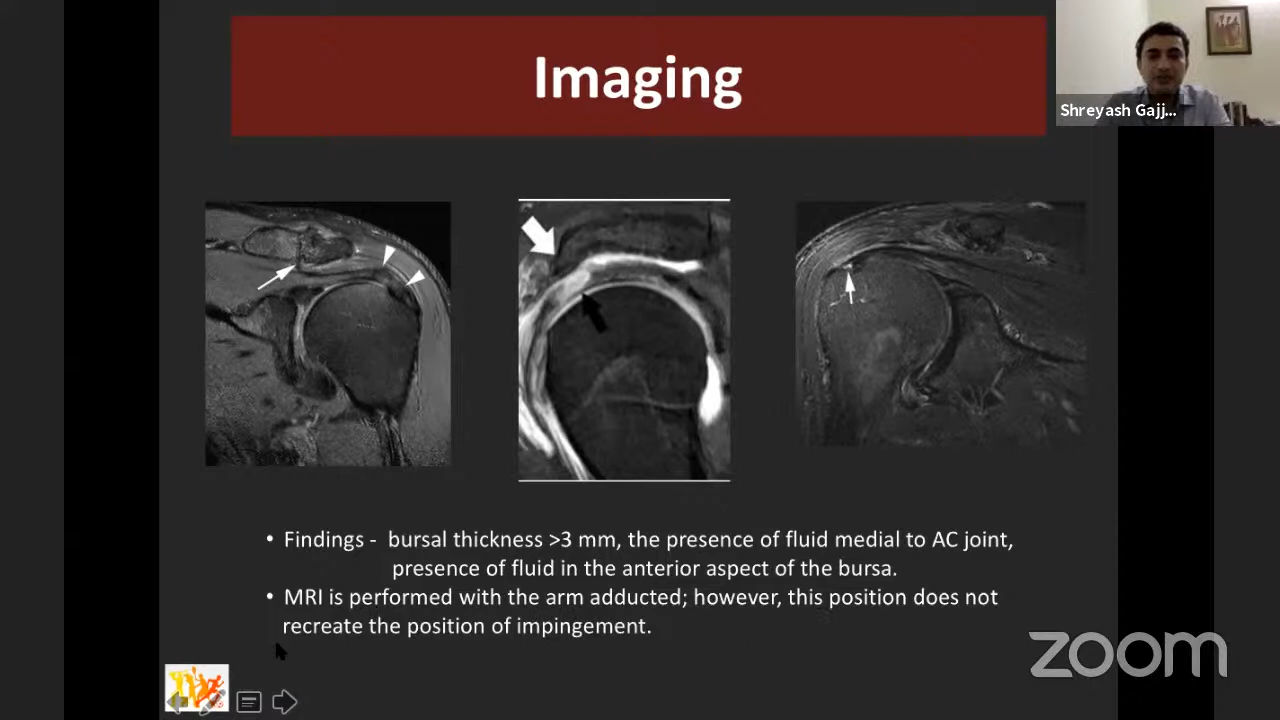 Imaging
Shreyash Gajj...
• Findings - bursal thickness >3 mm, the presence of fluid medial to AC joint,
presence of fluid in the anterior aspect of the bursa.
• MRI is performed with the arm adducted; however, this position does not
recreate the position of impingement.
zoom